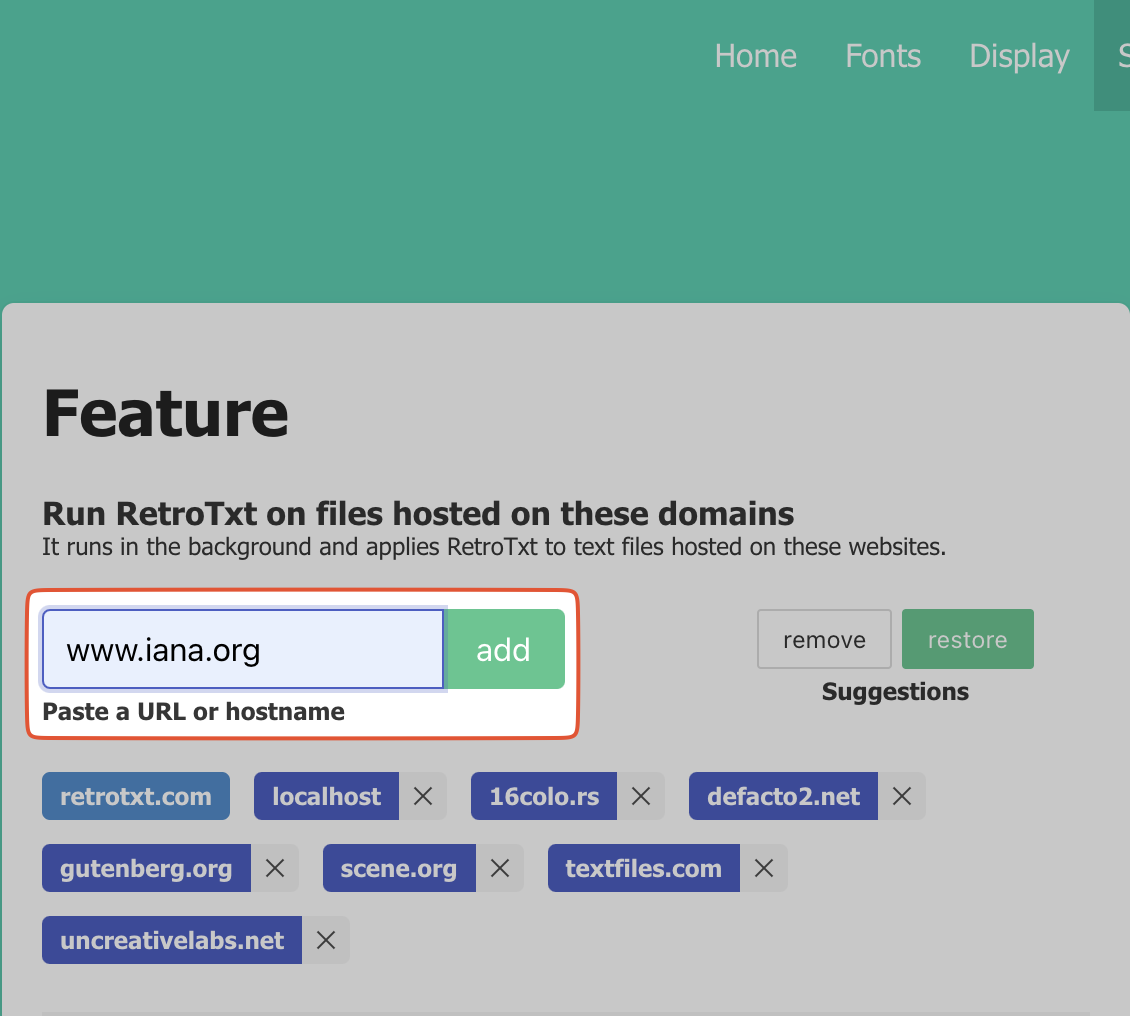 Home Fonts Display S
Feature
Run RetroTxt on files hosted on these domains
It runs in the background and applies RetroTxt to text files hosted on these websites.
www.iana.org add remove restore
Paste a URL or hostname Suggestions
retrotxt.com localhost 16colo.rs defacto2.net
gutenberg.org scene.org textfiles.com
uncreativelabs.net